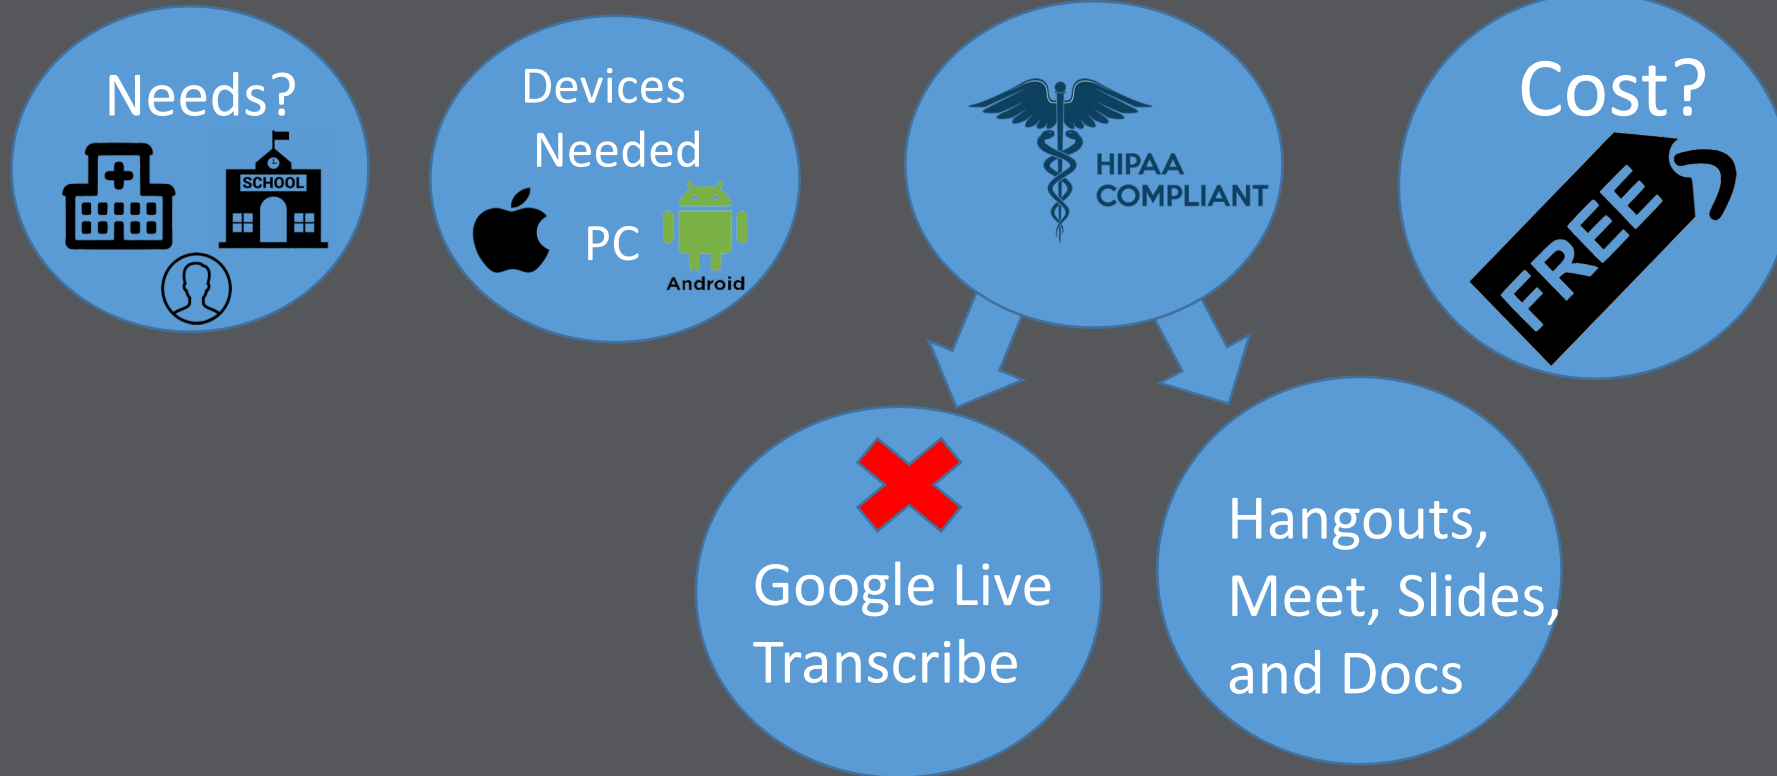 Needs?
SCHOOL
Devices
Needed
PC
Android
HIPAA
COMPLIANT
Cost?
FREE
Google Live
Transcribe
Hangouts,
Meet, Slides,
and Docs